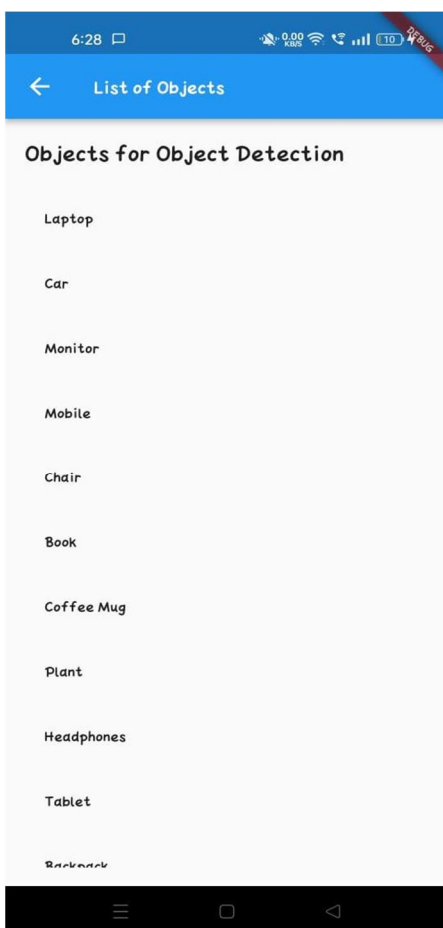 6:28
0.00
KB/S
10
DEBUG
List of Objects
Objects for Object Detection
Laptop
Car
Monitor
Mobile
Chair
Book
Coffee Mug
Plant
Headphones
Tablet
Backpack